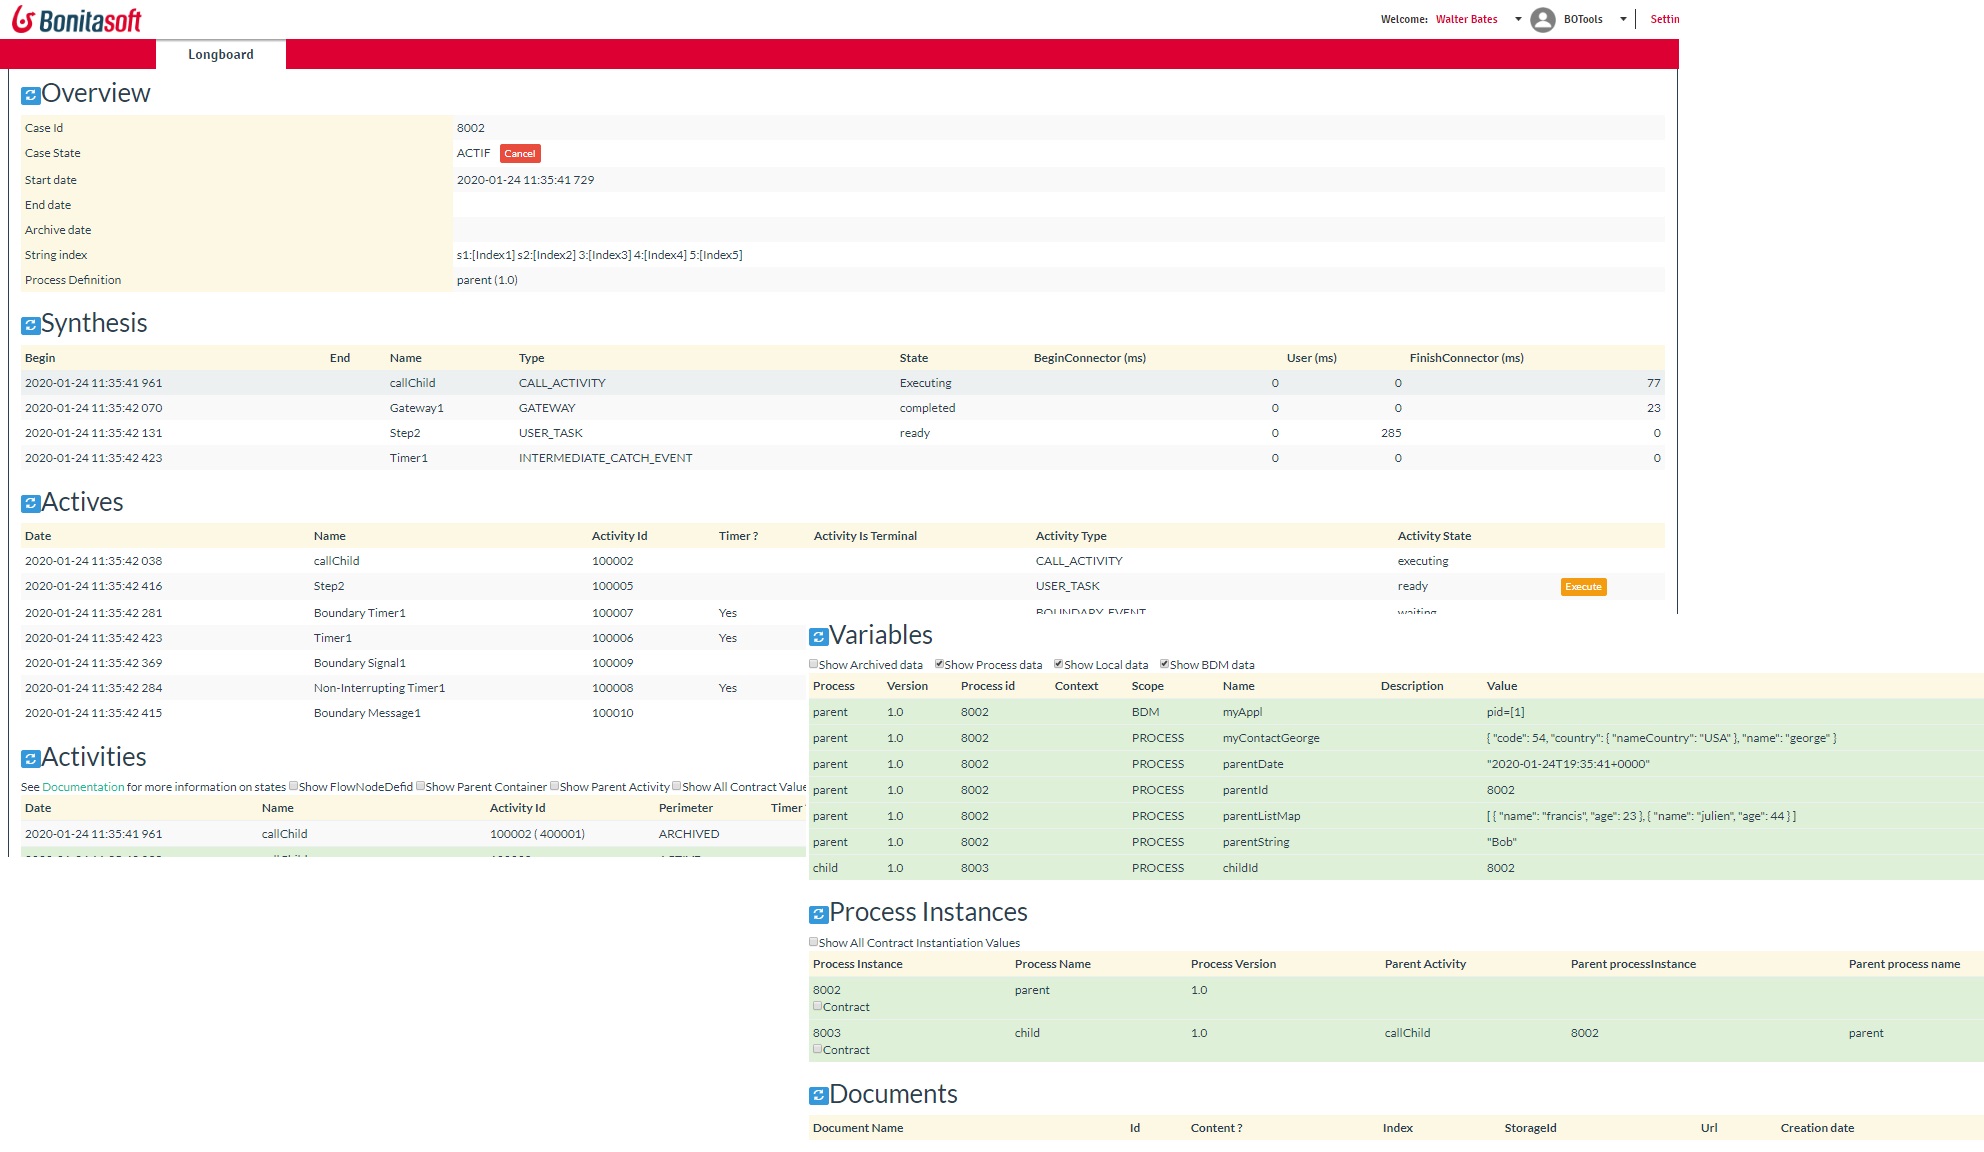 Bonitasoft
Welcome: Walter Bates BOTools Settin
Longboard
Overview
Case Id 8002
Case State ACTIF Cancel
Start date 2020-01-24 11:35:41 729
End date
Archive date
String index s1:[Index1] s2:[Index2] 3:[Index3] 4:[Index4] 5:[Index5]
Process Definition parent (1.0)
Synthesis
Begin End Name Type State BeginConnector (ms) User (ms) FinishConnector (ms)
2020-01-24 11:35:41 961 callChild CALL_ACTIVITY Executing 0 0 77
2020-01-24 11:35:42 070 Gateway1 GATEWAY completed 0 0 23
2020-01-24 11:35:42 131 Step2 USER_TASK ready 0 285 0
2020-01-24 11:35:42 423 Timer1 INTERMEDIATE_CATCH_EVENT 0 0 0
Actives
Date Name Activity Id Timer ? Activity Is Terminal Activity Type Activity State
2020-01-24 11:35:42 038 callChild 100002 CALL_ACTIVITY executing
2020-01-24 11:35:42 416 Step2 100005 USER_TASK ready Execute
2020-01-24 11:35:42 281 Boundary Timer1 100007 Yes BOUNDARY_EVENT waiting
2020-01-24 11:35:42 423 Timer1 100006 Yes
2020-01-24 11:35:42 369 Boundary Signal1 100009
2020-01-24 11:35:42 284 Non-Interrupting Timer1 100008 Yes
2020-01-24 11:35:42 415 Boundary Message1 100010
Activities
See Documentation for more information on states Show FlowNodeDefid Show Parent Container Show Parent Activity Show All Contract Value
Date Name Activity Id Perimeter Timer
2020-01-24 11:35:41 961 callChild 100002 ( 400001) ARCHIVED
Variables
Show Archived data Show Process data Show Local data Show BDM data
Process Version Process id Context Scope Name Description Value
parent 1.0 8002 BDM myAppl pid=[1]
parent 1.0 8002 PROCESS myContactGeorge { "code": 54, "country": { "nameCountry": "USA" }, "name": "george" }
parent 1.0 8002 PROCESS parentDate "2020-01-24T19:35:41+0000"
parent 1.0 8002 PROCESS parentId 8002
parent 1.0 8002 PROCESS parentListMap [ { "name": "francis", "age": 23 }, { "name": "julien", "age": 44 } ]
parent 1.0 8002 PROCESS parentString "Bob"
child 1.0 8003 PROCESS childId 8002
Process Instances
Show All Contract Instantiation Values
Process Instance Process Name Process Version Parent Activity Parent processInstance Parent process name
8002 parent 1.0
Contract
8003 child 1.0 callChild 8002 parent
Contract
Documents
Document Name Id Content ? Index StorageId Url Creation date